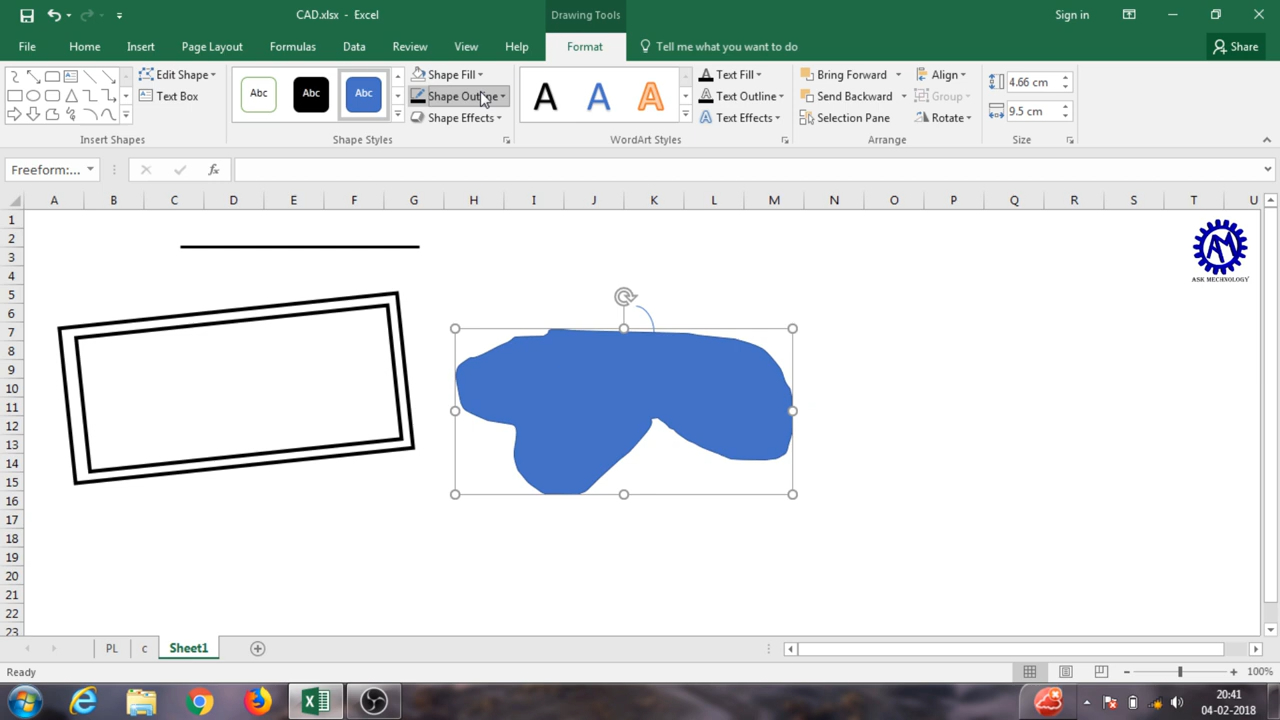 CAD.xlsx - Excel
Drawing Tools
Sign in
File Home Insert Page Layout Formulas Data Review View Help Format Tell me what you want to do Share
Edit Shape
Text Box
Insert Shapes
Abc Abc Abc
Shape Styles
Shape Fill
Shape Outline
Shape Effects
A A A
WordArt Styles
Text Fill
Text Outline
Text Effects
Bring Forward
Send Backward
Selection Pane
Align
Group
Rotate
Arrange
4.66 cm
9.5 cm
Size
Freeform:...
fx
A B C D E F G H I J K L M N O P Q R S T U
1
2
3
4
5
6
7
8
9
10
11
12
13
14
15
16
17
18
19
20
21
22
23
AM
ASK MECHNOLOGY
PL c Sheet1
Ready
100%
20:41
04-02-2018